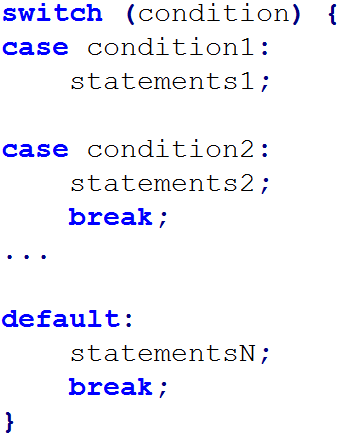 switch (condition) {
case condition1:
    statements1;

case condition2:
    statements2;
    break;
...

default:
    statementsN;
    break;
}